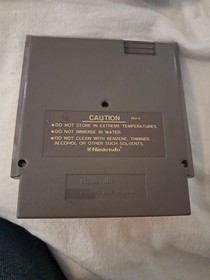 CAUTION
•DO NOT STORE IN EXTREME TEMPERATURES.
•DO NOT IMMERSE IN WATER.
•DO NOT CLEAN WITH BENZENE, THINNER,
ALCOHOL OR OTHER SUCH SOLVENTS.
Nintendo
Nintendo